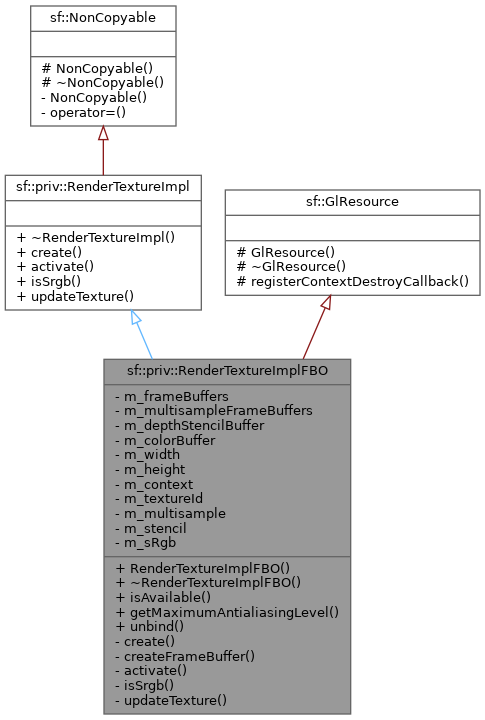 sf::NonCopyable
# NonCopyable()
# ~NonCopyable()
- NonCopyable()
- operator=()
sf::priv::RenderTextureImpl
+ ~RenderTextureImpl()
+ create()
+ activate()
+ isSrgb()
+ updateTexture()
sf::GlResource
# GlResource()
# ~GlResource()
# registerContextDestroyCallback()
sf::priv::RenderTextureImplFBO
- m_frameBuffers
- m_multisampleFrameBuffers
- m_depthStencilBuffer
- m_colorBuffer
- m_width
- m_height
- m_context
- m_textureId
- m_multisample
- m_stencil
- m_sRgb
+ RenderTextureImplFBO()
+ ~RenderTextureImplFBO()
+ isAvailable()
+ getMaximumAntialiasingLevel()
+ unbind()
- create()
- createFrameBuffer()
- activate()
- isSrgb()
- updateTexture()